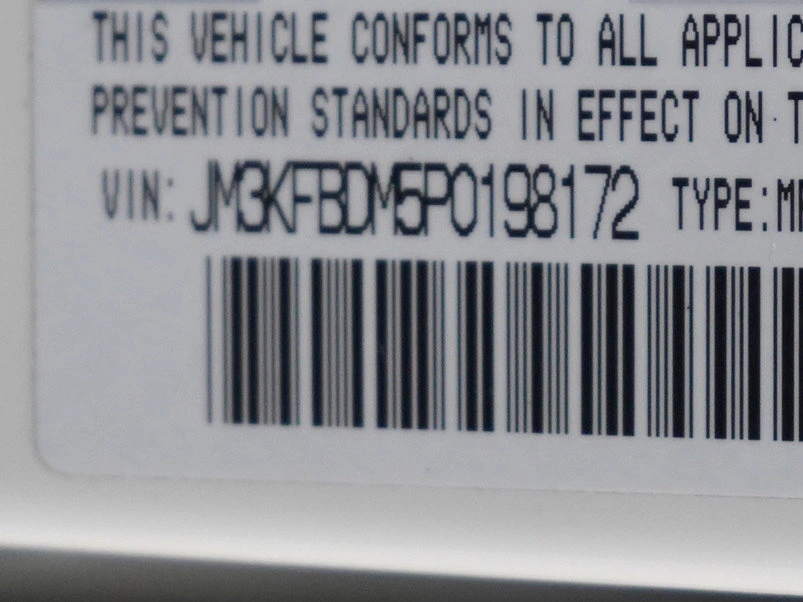 THIS VEHICLE CONFORMS TO ALL APPLIC
PREVENTION STANDARDS IN EFFECT ON T
VIN: JM3KFBDM5P0198172 TYPE:M